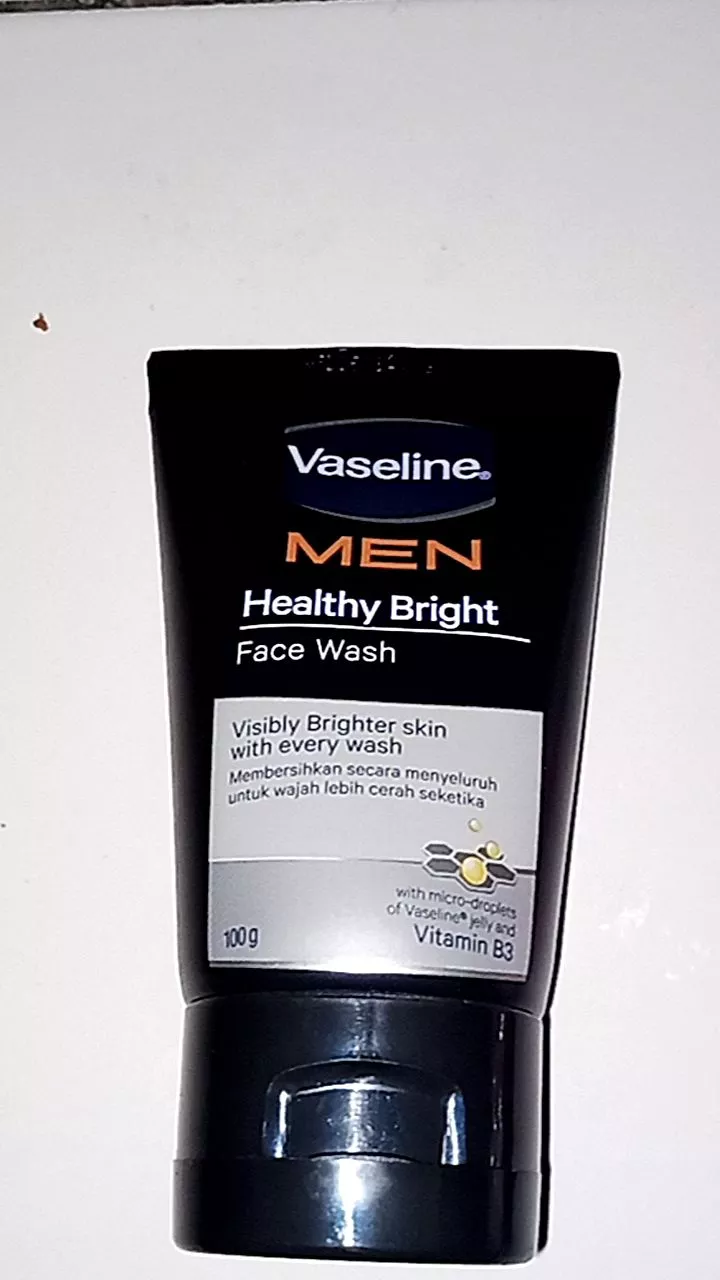 Vaseline®
MEN
Healthy Bright
Face Wash
Visibly Brighter skin
with every wash
Membersihkan secara menyeluruh
untuk wajah lebih cerah seketika
with micro-droplets
of Vaseline® jelly and
Vitamin B3
100g